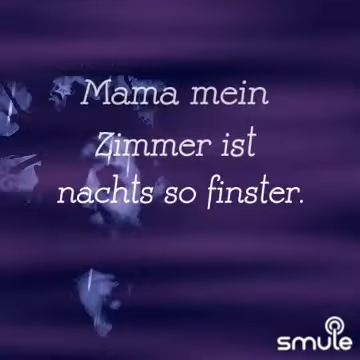 Mama mein
Zimmer ist
nachts so finster.
smule